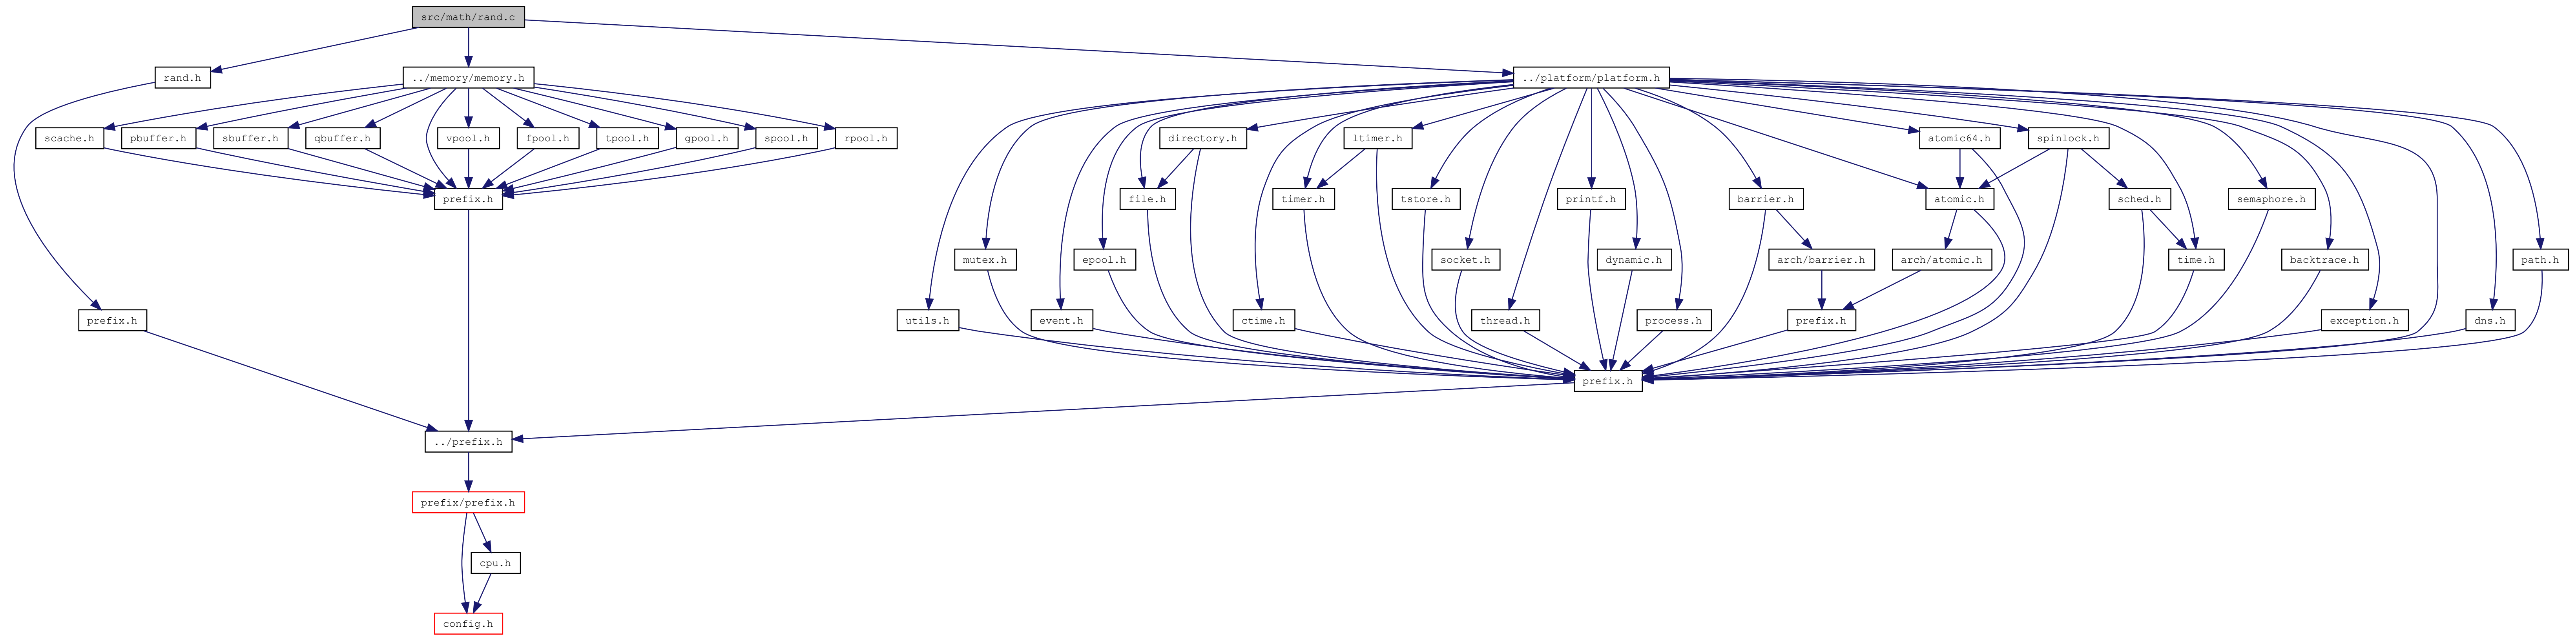 src/math/rand.c
rand.h
../memory/memory.h
../platform/platform.h
scache.h
pbuffer.h
sbuffer.h
qbuffer.h
vpool.h
fpool.h
tpool.h
gpool.h
spool.h
rpool.h
directory.h
ltimer.h
atomic64.h
spinlock.h
prefix.h
file.h
timer.h
tstore.h
printf.h
barrier.h
atomic.h
sched.h
semaphore.h
mutex.h
epool.h
socket.h
dynamic.h
arch/barrier.h
arch/atomic.h
time.h
backtrace.h
path.h
prefix.h
utils.h
event.h
ctime.h
thread.h
process.h
prefix.h
exception.h
dns.h
prefix.h
../prefix.h
prefix/prefix.h
cpu.h
config.h